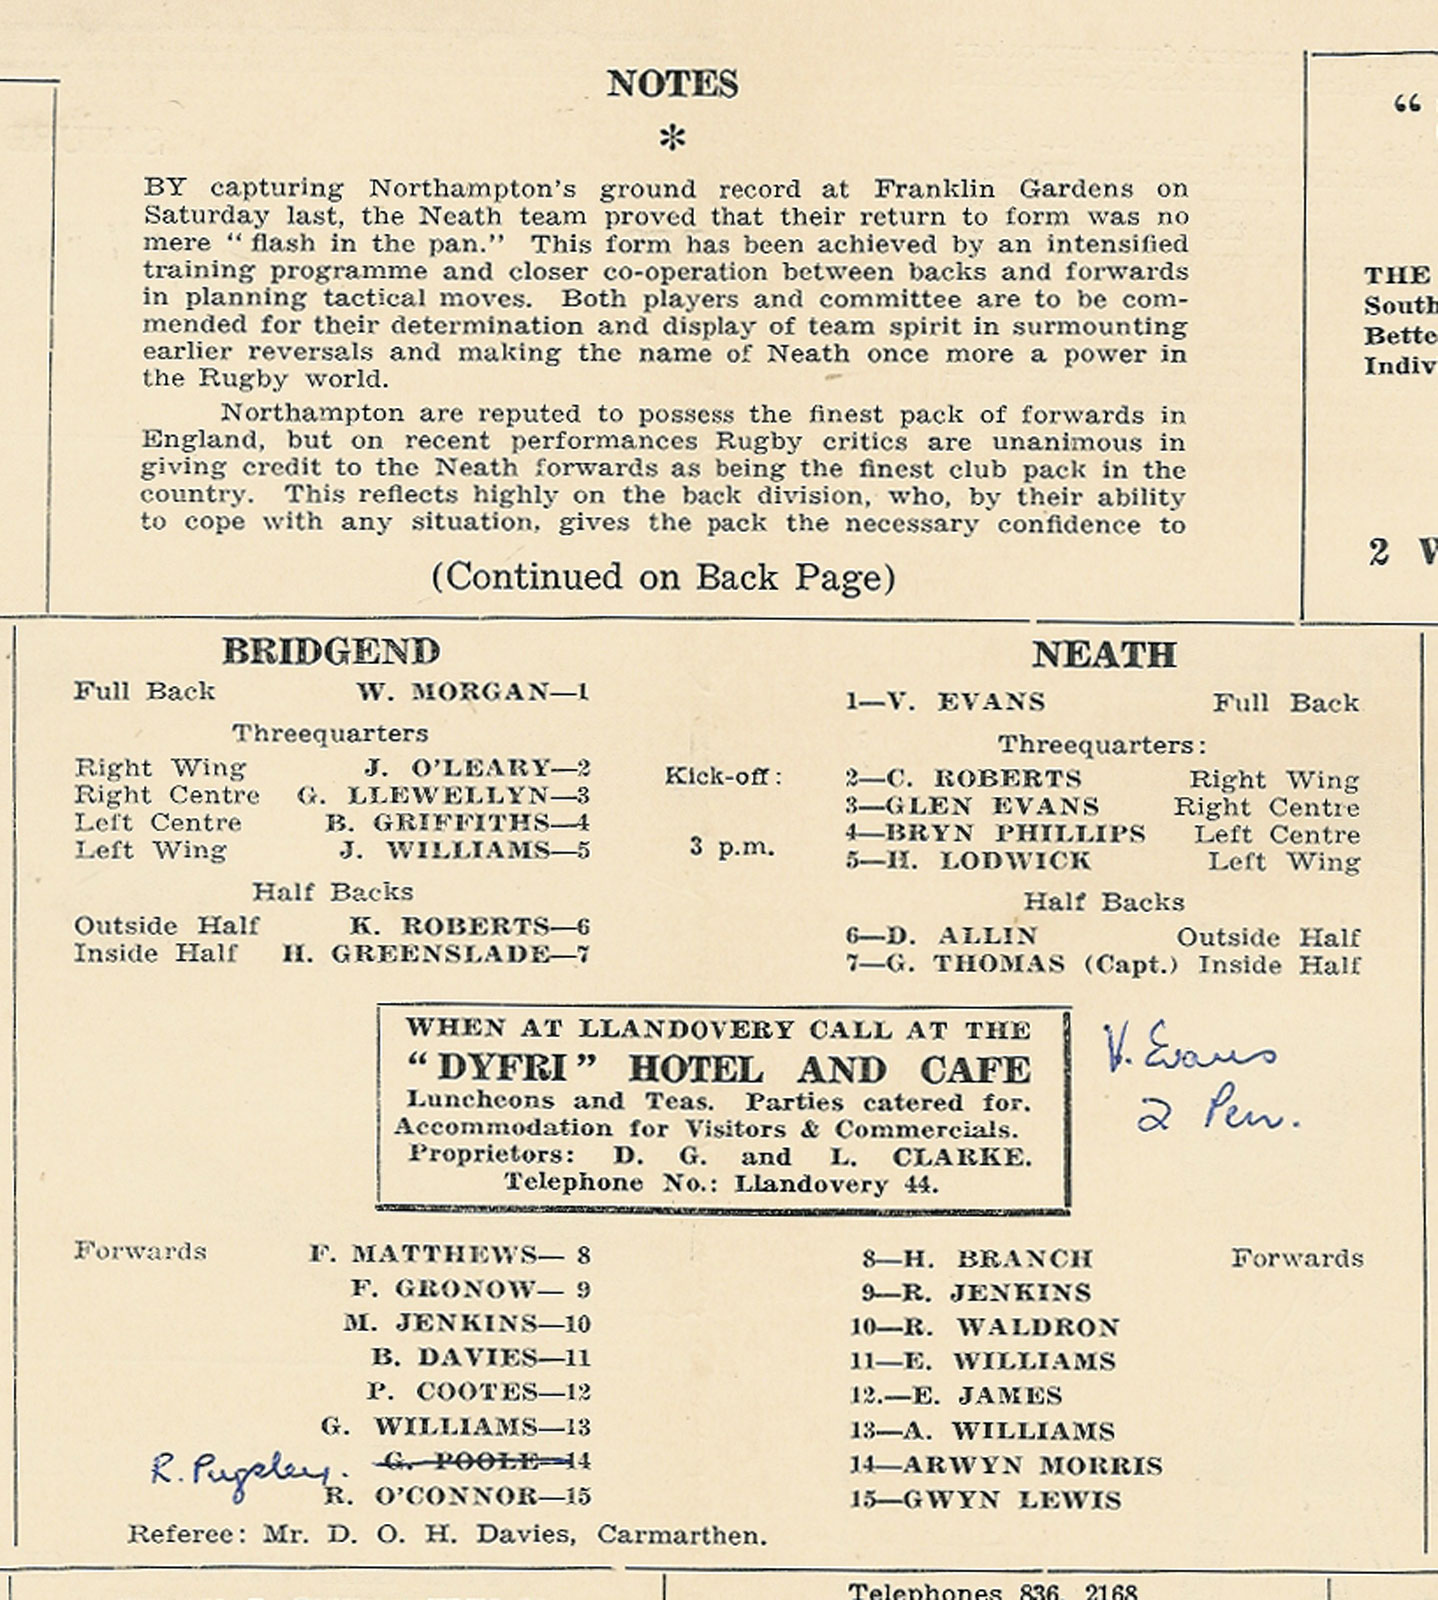 NOTES
*
BY capturing Northampton's ground record at Franklin Gardens on
Saturday last, the Neath team proved that their return to form was no
mere “ flash in the pan.” This form has been achieved by an intensified
training programme and closer co-operation between backs and forwards
in planning tactical moves. Both players and committee are to be com-
mended for their determination and display of team spirit in surmounting
earlier reversals and making the name of Neath once more a power in
the Rugby world.
Northampton are reputed to possess the finest pack of forwards in
England, but on recent performances Rugby critics are unanimous in
giving credit to the Neath forwards as being the finest club pack in the
country. This reflects highly on the back division, who, by their ability
to cope with any situation, gives the pack the necessary confidence to
(Continued on Back Page)
“
THE
South
Bette
Indiv
2 W
BRIDGEND
Full Back W. MORGAN—1
Threequarters
Right Wing J. O'LEARY—2
Right Centre G. LLEWELLYN—3
Left Centre B. GRIFFITHS—4
Left Wing J. WILLIAMS—5
Half Backs
Outside Half K. ROBERTS—6
Inside Half H. GREENSLADE—7
Kick-off:
3 p.m.
NEATH
1—V. EVANS Full Back
Threequarters:
2—C. ROBERTS Right Wing
3—GLEN EVANS Right Centre
4—BRYN PHILLIPS Left Centre
5—H. LODWICK Left Wing
Half Backs
6—D. ALLIN Outside Half
7—G. THOMAS (Capt.) Inside Half
WHEN AT LLANDOVERY CALL AT THE
“DYFRI” HOTEL AND CAFE
Luncheons and Teas. Parties catered for.
Accommodation for Visitors & Commercials.
Proprietors: D. G. and L. CLARKE.
Telephone No.: Llandovery 44.
V. Evans
2 Pen.
Forwards F. MATTHEWS— 8
F. GRONOW— 9
M. JENKINS—10
B. DAVIES—11
P. COOTES—12
G. WILLIAMS—13
R. Pugsley. G. POOLE—14
R. O'CONNOR—15
8—H. BRANCH Forwards
9—R. JENKINS
10—R. WALDRON
11—E. WILLIAMS
12.—E. JAMES
13—A. WILLIAMS
14—ARWYN MORRIS
15—GWYN LEWIS
Referee: Mr. D. O. H. Davies, Carmarthen.
Telephones 836, 2168